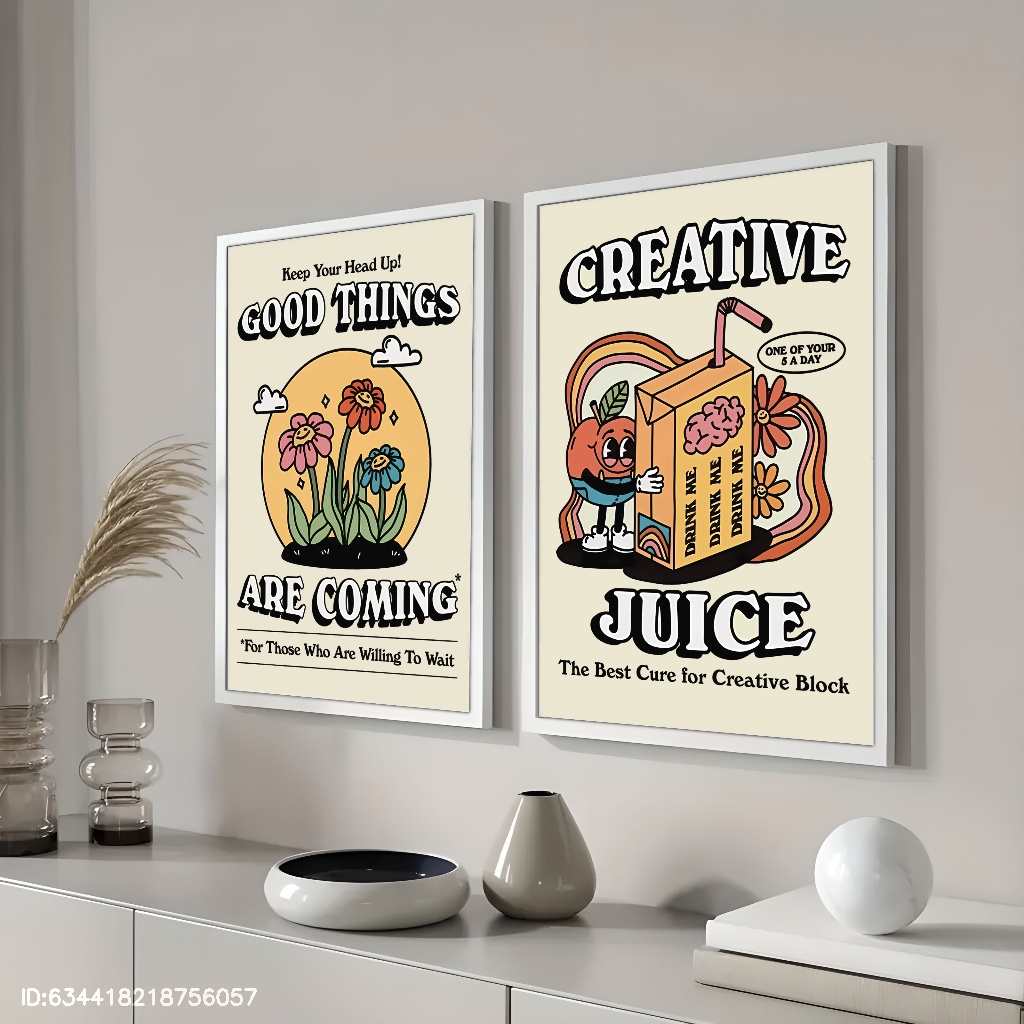 Keep Your Head Up!
GOOD THINGS
ARE COMING*
*For Those Who Are Willing To Wait
CREATIVE
ONE OF YOUR
5 A DAY
DRINK ME
DRINK ME
DRINK ME
JUICE
The Best Cure for Creative Block
ID:634418218756057